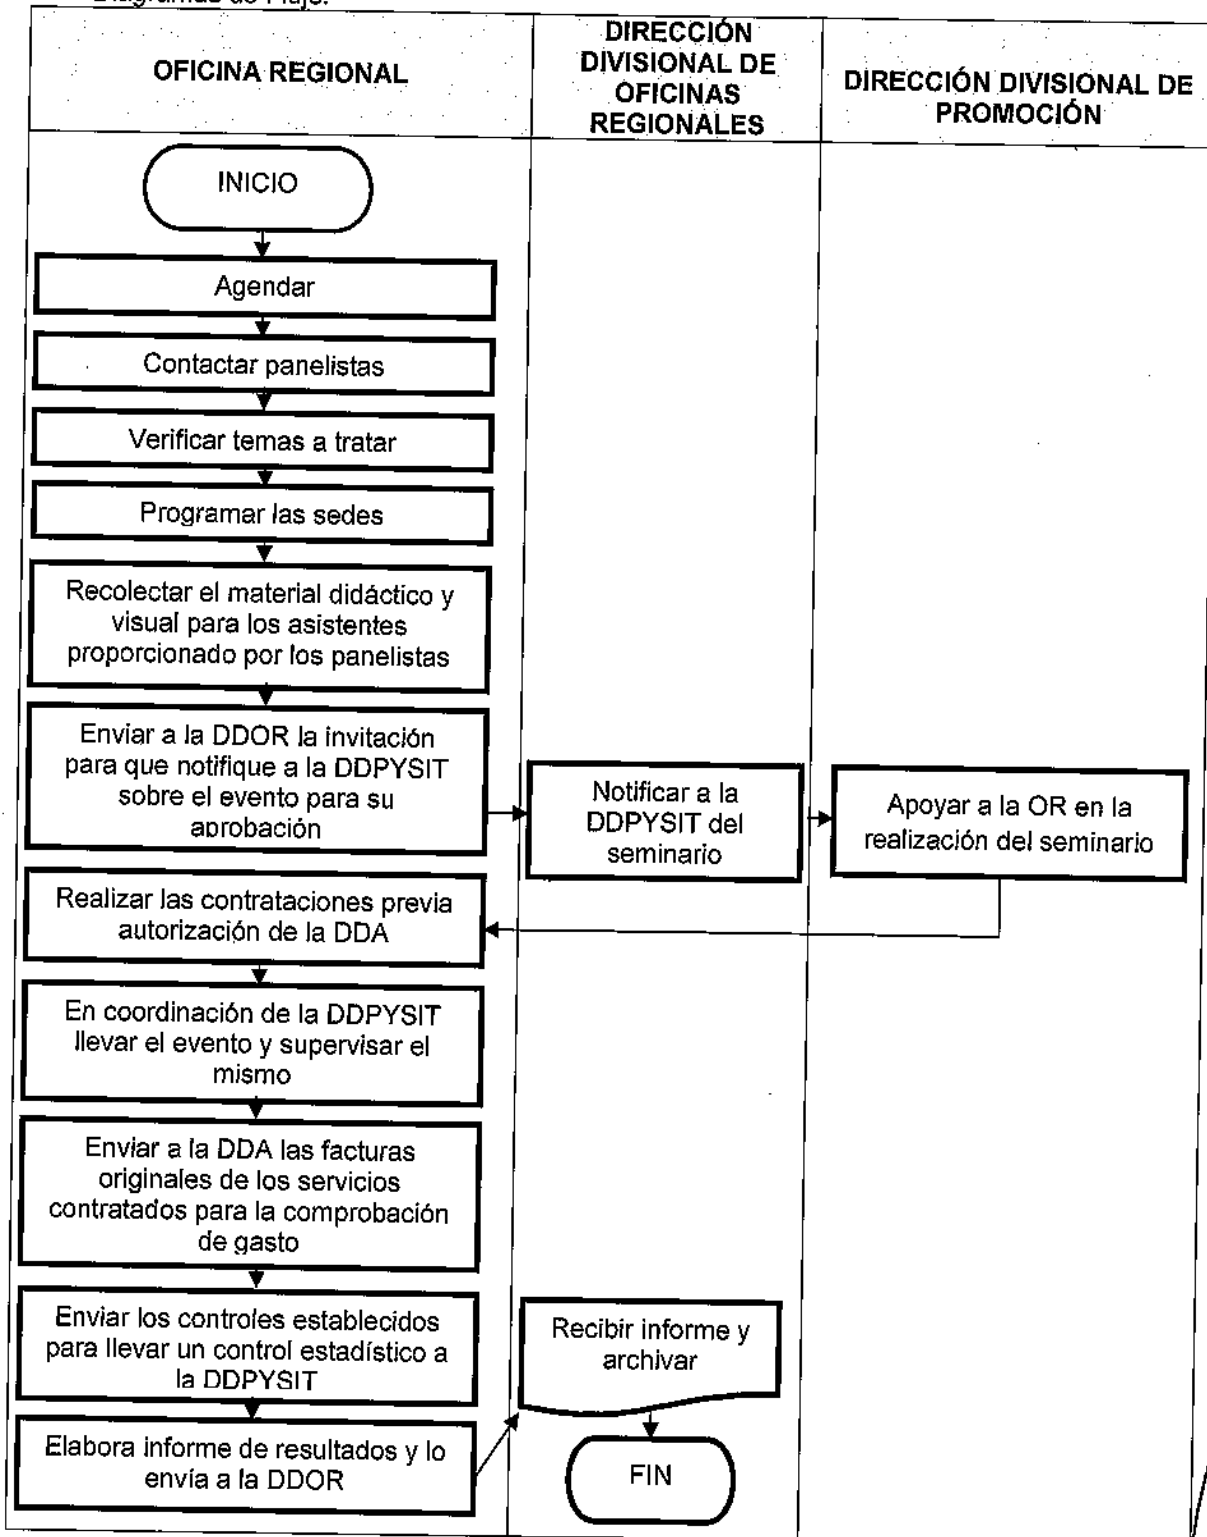 Diagramas de Flujo.
OFICINA REGIONAL
DIRECCIÓN
DIVISIONAL DE
OFICINAS
REGIONALES
DIRECCIÓN DIVISIONAL DE
PROMOCIÓN
INICIO
Agendar
Contactar panelistas
Verificar temas a tratar
Programar las sedes
Recolectar el material didáctico y
visual para los asistentes
proporcionado por los panelistas
Enviar a la DDOR la invitación
para que notifique a la DDPYSIT
sobre el evento para su
aprobación
Notificar a la
DDPYSIT del
seminario
Apoyar a la OR en la
realización del seminario
Realizar las contrataciones previa
autorización de la DDA
En coordinación de la DDPYSIT
llevar el evento y supervisar el
mismo
Enviar a la DDA las facturas
originales de los servicios
contratados para la comprobación
de gasto
Enviar los controles establecidos
para llevar un control estadístico a
la DDPYSIT
Elabora informe de resultados y lo
envía a la DDOR
Recibir informe y
archivar
FIN